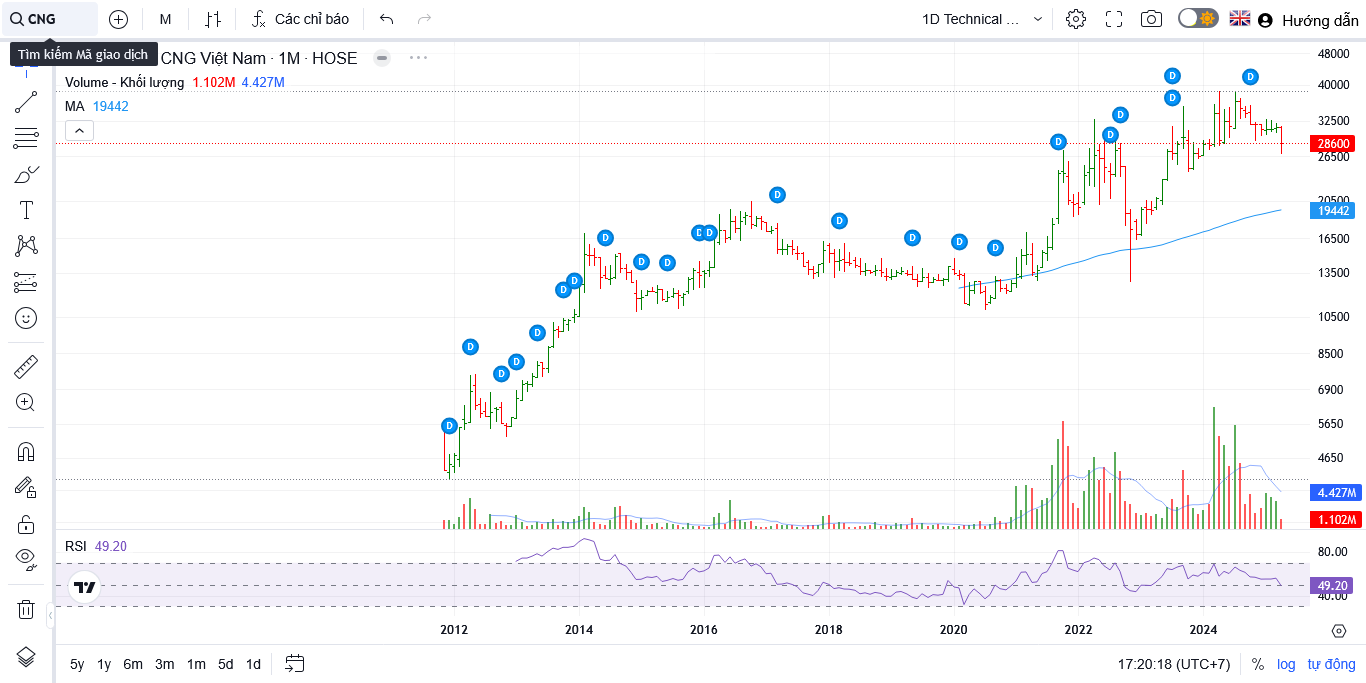 CNG
M
Các chỉ báo
1D Technical ...
Hướng dẫn
Tìm kiếm Mã giao dịch
CNG Việt Nam · 1M · HOSE
Volume - Khối lượng 1.102M 4.427M
MA 19442
48000
40000
32500
28600
26500
20500
19442
16500
13500
10500
8500
6900
5650
4650
4.427M
1.102M
D D D D D D D D D D D D D D D D D D D D D D D
RSI 49.20
80.00
49.20
40.00
2012 2014 2016 2018 2020 2022 2024
5y 1y 6m 3m 1m 5d 1d
17:20:18 (UTC+7) % log tự động